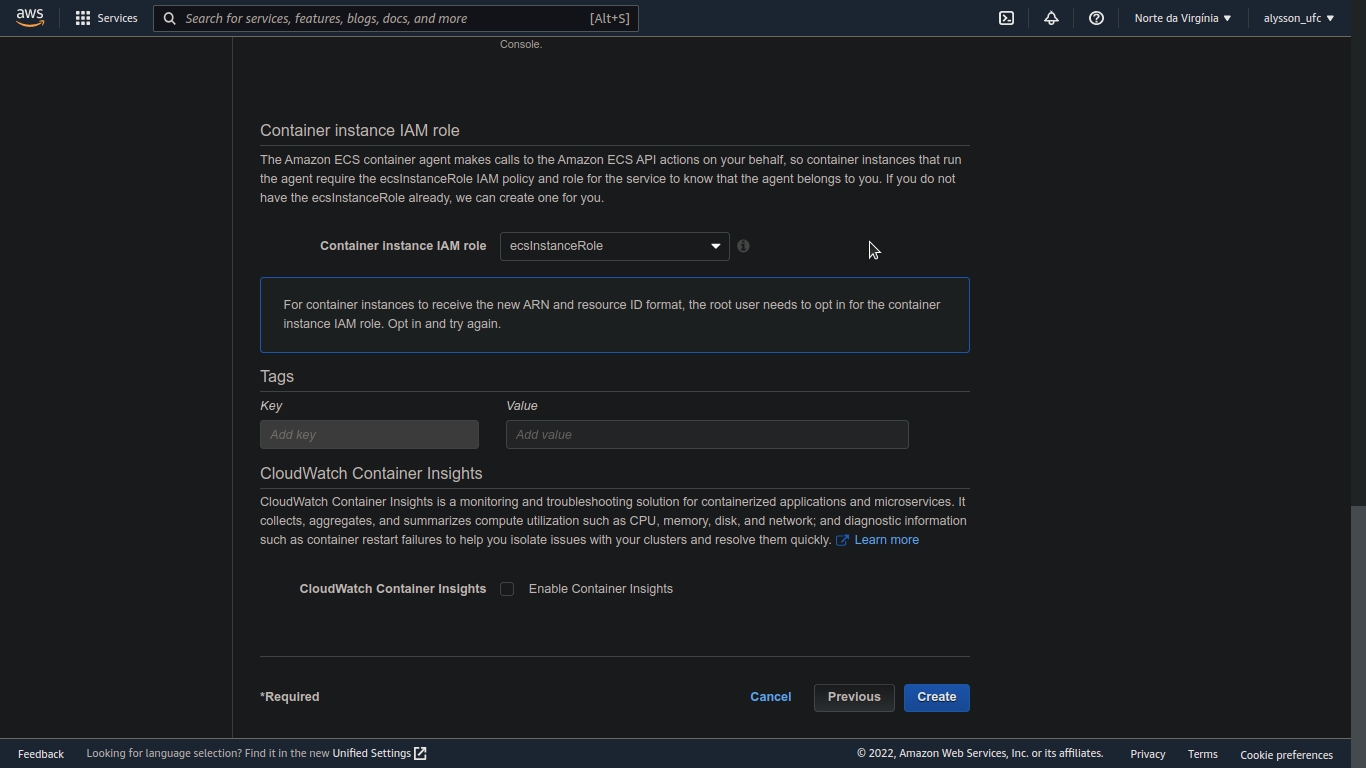 aws
Services
Search for services, features, blogs, docs, and more
[Alt+S]
Norte da Virgínia
alysson_ufc
Console.
Container instance IAM role
The Amazon ECS container agent makes calls to the Amazon ECS API actions on your behalf, so container instances that run
the agent require the ecsInstanceRole IAM policy and role for the service to know that the agent belongs to you. If you do not
have the ecsInstanceRole already, we can create one for you.
Container instance IAM role
ecsInstanceRole
For container instances to receive the new ARN and resource ID format, the root user needs to opt in for the container
instance IAM role. Opt in and try again.
Tags
Key
Value
Add key
Add value
CloudWatch Container Insights
CloudWatch Container Insights is a monitoring and troubleshooting solution for containerized applications and microservices. It
collects, aggregates, and summarizes compute utilization such as CPU, memory, disk, and network; and diagnostic information
such as container restart failures to help you isolate issues with your clusters and resolve them quickly. Learn more
CloudWatch Container Insights
Enable Container Insights
*Required
Cancel
Previous
Create
Feedback
Looking for language selection? Find it in the new Unified Settings
© 2022, Amazon Web Services, Inc. or its affiliates.
Privacy
Terms
Cookie preferences